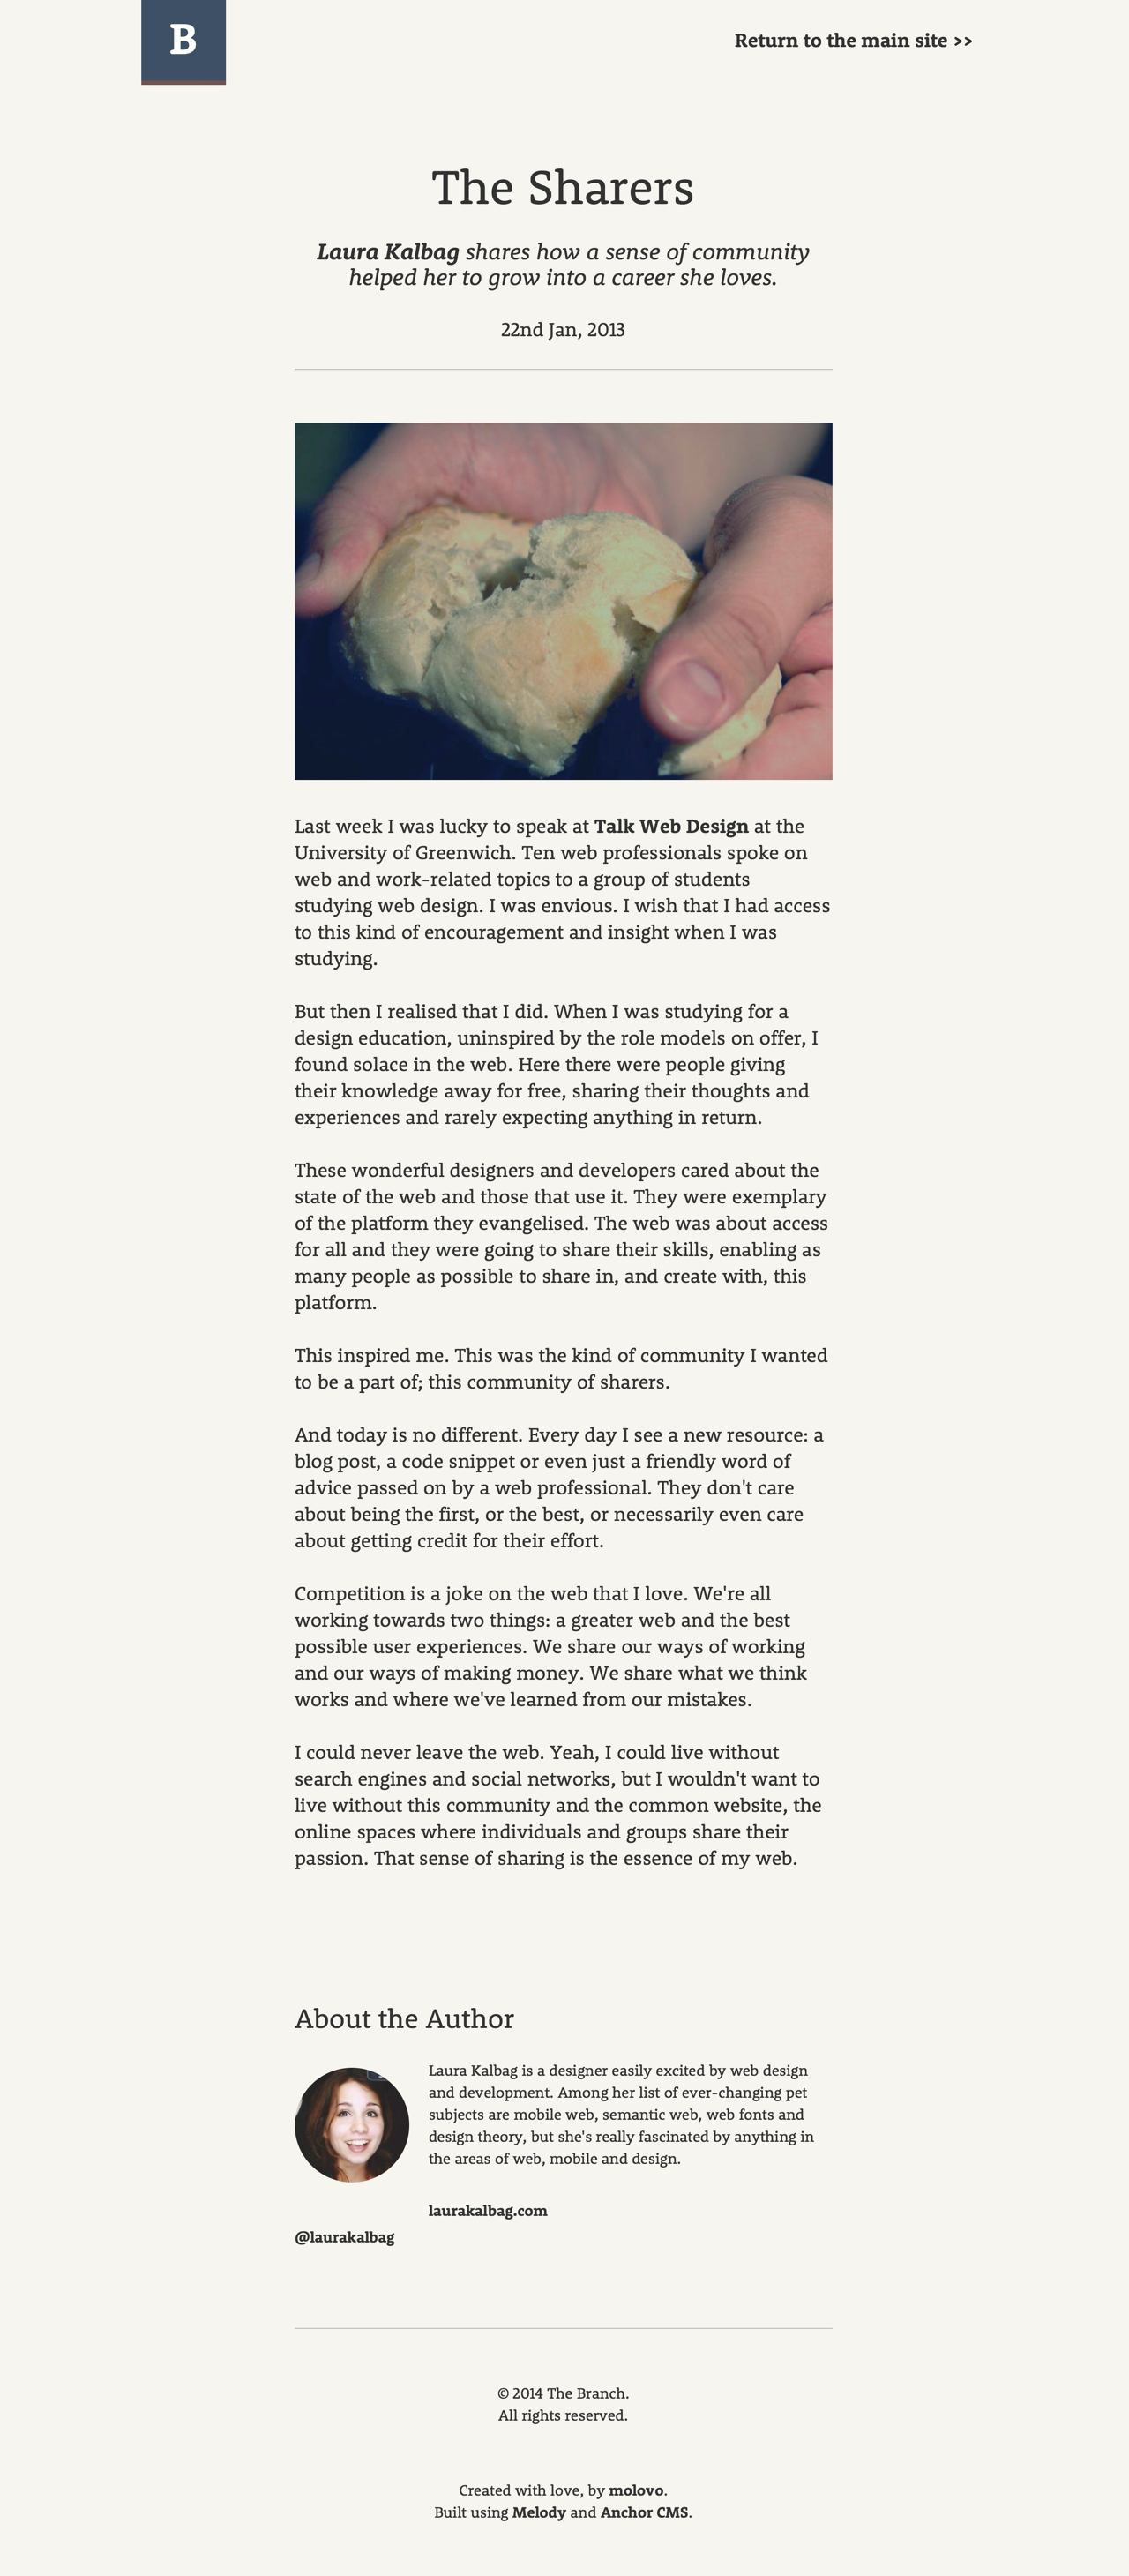 B
Return to the main site >>
The Sharers
Laura Kalbag shares how a sense of community
helped her to grow into a career she loves.
22nd Jan, 2013
Last week I was lucky to speak at Talk Web Design at the
University of Greenwich. Ten web professionals spoke on
web and work-related topics to a group of students
studying web design. I was envious. I wish that I had access
to this kind of encouragement and insight when I was
studying.
But then I realised that I did. When I was studying for a
design education, uninspired by the role models on offer, I
found solace in the web. Here there were people giving
their knowledge away for free, sharing their thoughts and
experiences and rarely expecting anything in return.
These wonderful designers and developers cared about the
state of the web and those that use it. They were exemplary
of the platform they evangelised. The web was about access
for all and they were going to share their skills, enabling as
many people as possible to share in, and create with, this
platform.
This inspired me. This was the kind of community I wanted
to be a part of; this community of sharers.
And today is no different. Every day I see a new resource: a
blog post, a code snippet or even just a friendly word of
advice passed on by a web professional. They don't care
about being the first, or the best, or necessarily even care
about getting credit for their effort.
Competition is a joke on the web that I love. We're all
working towards two things: a greater web and the best
possible user experiences. We share our ways of working
and our ways of making money. We share what we think
works and where we've learned from our mistakes.
I could never leave the web. Yeah, I could live without
search engines and social networks, but I wouldn't want to
live without this community and the common website, the
online spaces where individuals and groups share their
passion. That sense of sharing is the essence of my web.
About the Author
Laura Kalbag is a designer easily excited by web design
and development. Among her list of ever-changing pet
subjects are mobile web, semantic web, web fonts and
design theory, but she's really fascinated by anything in
the areas of web, mobile and design.
laurakalbag.com
@laurakalbag
© 2014 The Branch.
All rights reserved.
Created with love, by molovo.
Built using Melody and Anchor CMS.